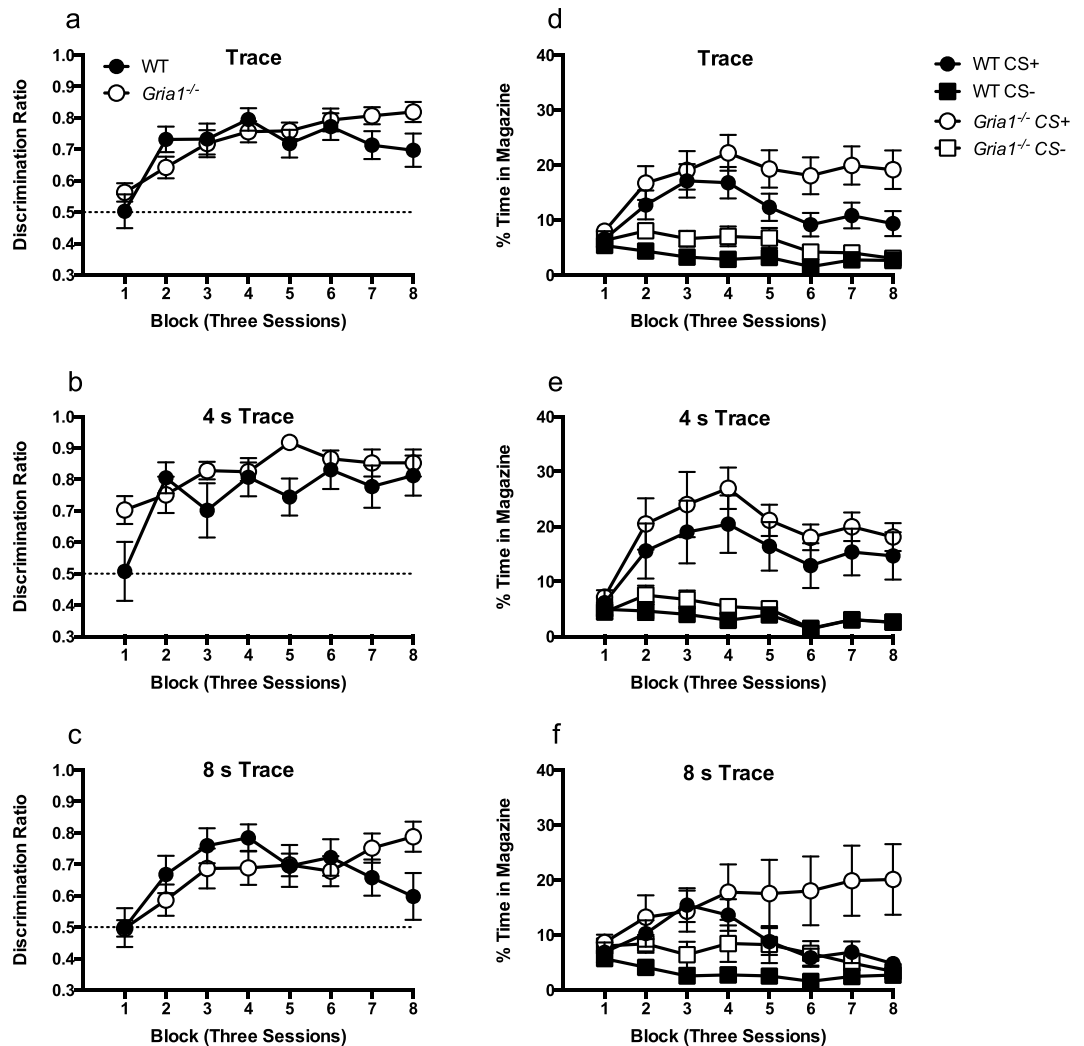 a
Trace
WT
Gria1-/-
Discrimination Ratio
1.0
0.9
0.8
0.7
0.6
0.5
0.4
0.3
1 2 3 4 5 6 7 8
Block (Three Sessions)
d
Trace
% Time in Magazine
40
30
20
10
0
1 2 3 4 5 6 7 8
Block (Three Sessions)
WT CS+
WT CS-
Gria1-/- CS+
Gria1-/- CS-
b
4 s Trace
Discrimination Ratio
1.0
0.9
0.8
0.7
0.6
0.5
0.4
0.3
1 2 3 4 5 6 7 8
Block (Three Sessions)
e
4 s Trace
% Time in Magazine
40
30
20
10
0
1 2 3 4 5 6 7 8
Block (Three Sessions)
c
8 s Trace
Discrimination Ratio
1.0
0.9
0.8
0.7
0.6
0.5
0.4
0.3
1 2 3 4 5 6 7 8
Block (Three Sessions)
f
8 s Trace
% Time in Magazine
40
30
20
10
0
1 2 3 4 5 6 7 8
Block (Three Sessions)